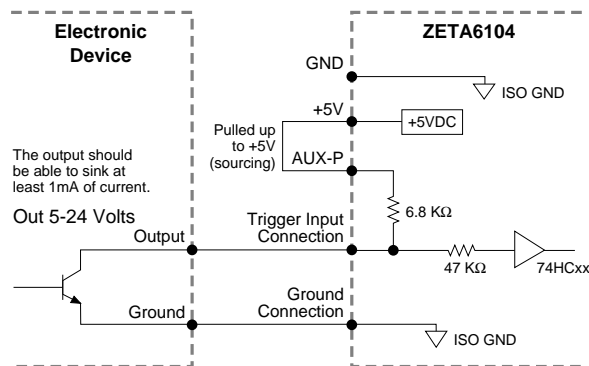 Electronic
Device
ZETA6104
GND
ISO GND
+5V
+5VDC
Pulled up
to +5V
(sourcing)
AUX-P
The output should
be able to sink at
least 1mA of current.
Out 5-24 Volts
6.8 KΩ
Output
Trigger Input
Connection
47 KΩ
74HCxx
Ground
Ground
Connection
ISO GND